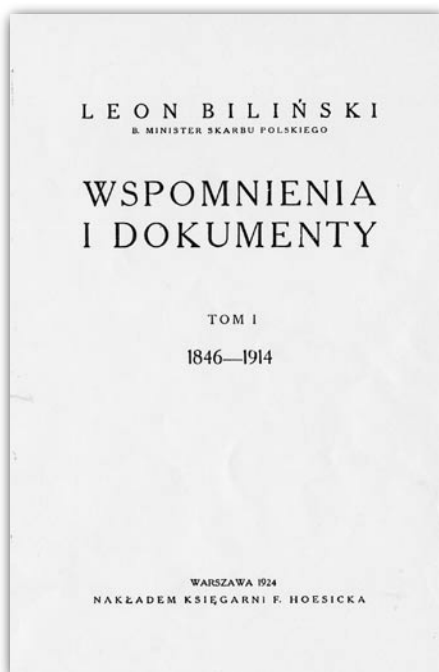 LEON BILIŃSKI
B. MINISTER SKARBU POLSKIEGO
WSPOMNIENIA
I DOKUMENTY
TOM I
1846—1914
WARSZAWA 1924
NAKŁADEM KSIĘGARNI F. HOESICKA